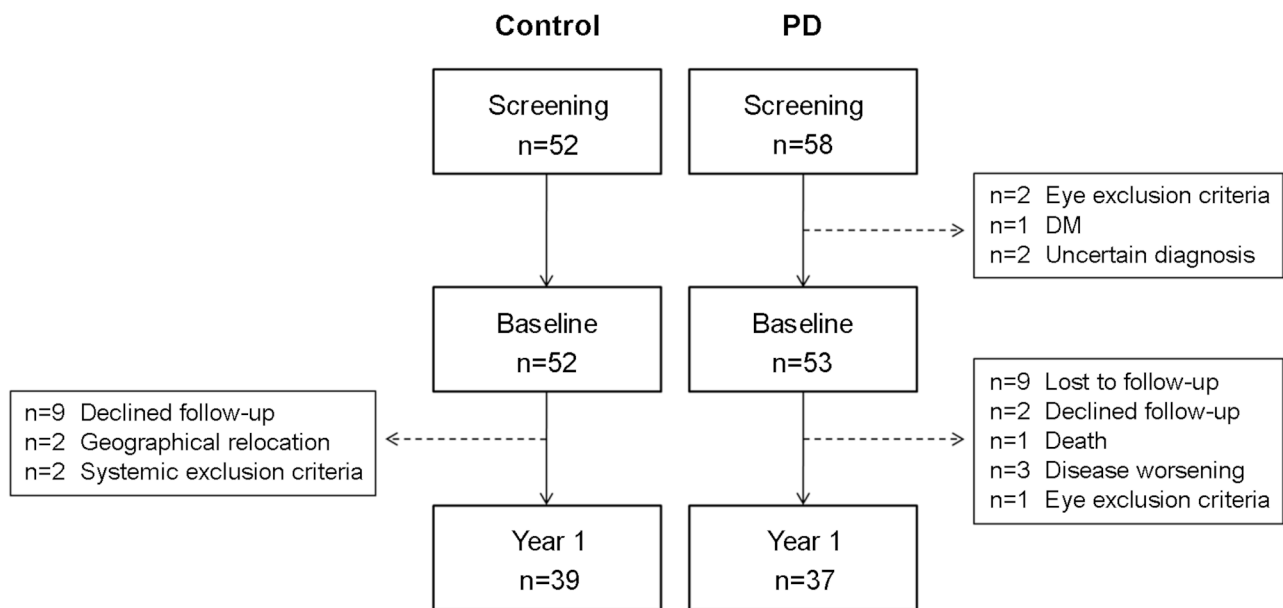 Control
PD
Screening
n=52
Screening
n=58
n=2 Eye exclusion criteria
n=1 DM
n=2 Uncertain diagnosis
Baseline
n=52
Baseline
n=53
n=9 Declined follow-up
n=2 Geographical relocation
n=2 Systemic exclusion criteria
n=9 Lost to follow-up
n=2 Declined follow-up
n=1 Death
n=3 Disease worsening
n=1 Eye exclusion criteria
Year 1
n=39
Year 1
n=37